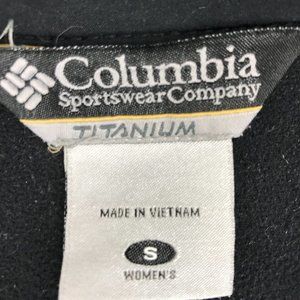 Columbia
Sportswear Company
TITANIUM
MADE IN VIETNAM
S
WOMEN'S